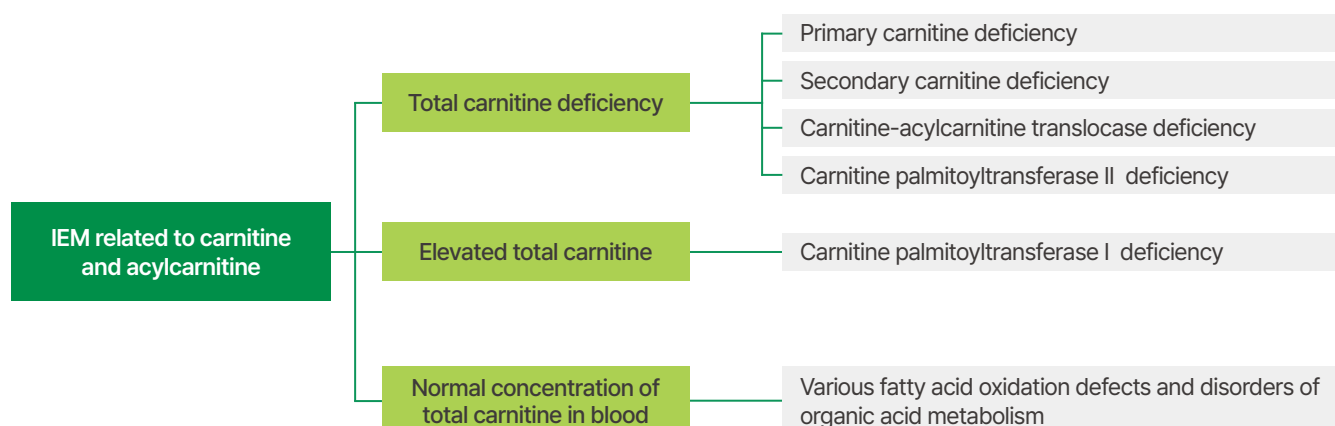 IEM related to carnitine
and acylcarnitine
Total carnitine deficiency
Primary carnitine deficiency
Secondary carnitine deficiency
Carnitine-acylcarnitine translocase deficiency
Carnitine palmitoyltransferase II deficiency
Elevated total carnitine
Carnitine palmitoyltransferase I deficiency
Normal concentration of
total carnitine in blood
Various fatty acid oxidation defects and disorders of
organic acid metabolism